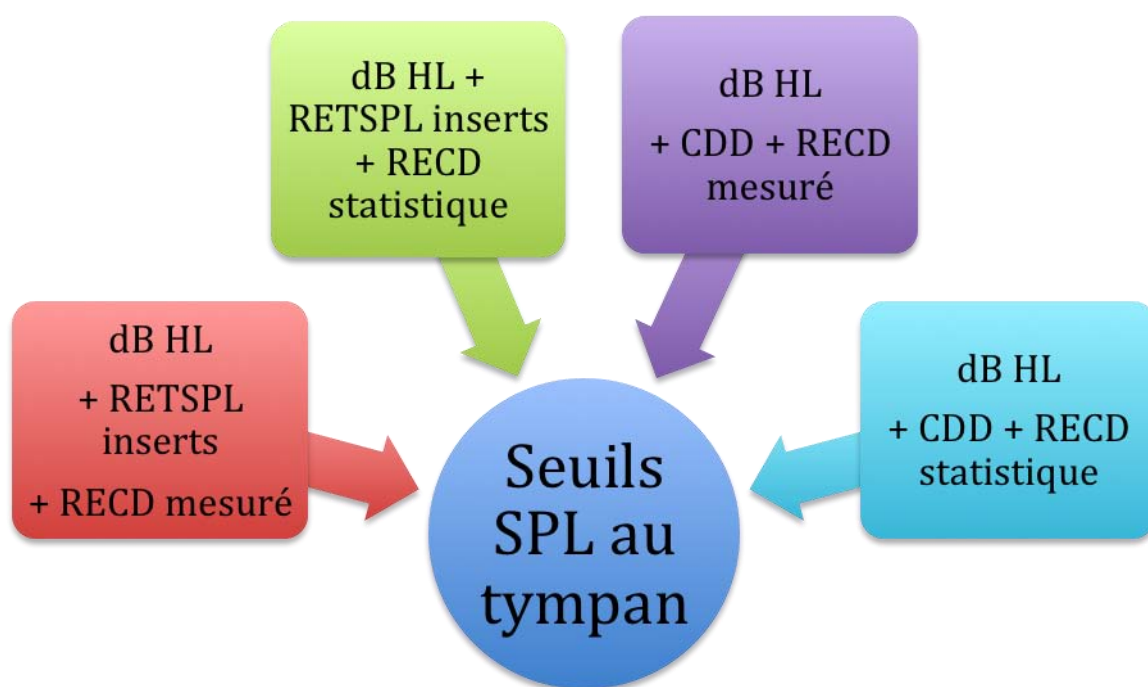 dB HL +
RETSPL inserts
+ RECD
statistique
dB HL
+ CDD + RECD
mesuré
dB HL
+ RETSPL
inserts
+ RECD mesuré
dB HL
+ CDD + RECD
statistique
Seuils
SPL au
tympan